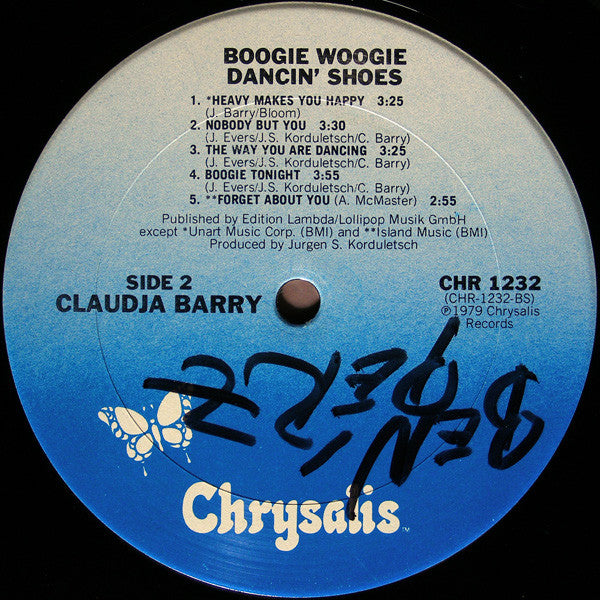 BOOGIE WOOGIE
DANCIN' SHOES
1. *HEAVY MAKES YOU HAPPY 3:25
(J. Barry/Bloom)
2. NOBODY BUT YOU 3:30
(J. Evers/J.S. Korduletsch/C. Barry)
3. THE WAY YOU ARE DANCING 3:25
(J. Evers/J.S. Korduletsch/C. Barry)
4. BOOGIE TONIGHT 3:55
(J. Evers/J.S. Korduletsch/C. Barry)
5. **FORGET ABOUT YOU (A. McMaster) 2:55
Published by Edition Lambda/Lollipop Musik GmbH
except *Unart Music Corp. (BMI) and **Island Music (BMI)
Produced by Jurgen S. Korduletsch
SIDE 2
CLAUDJA BARRY
CHR 1232
(CHR-1232-BS)
℗1979 Chrysalis
Records
BEN
Chrysalis™